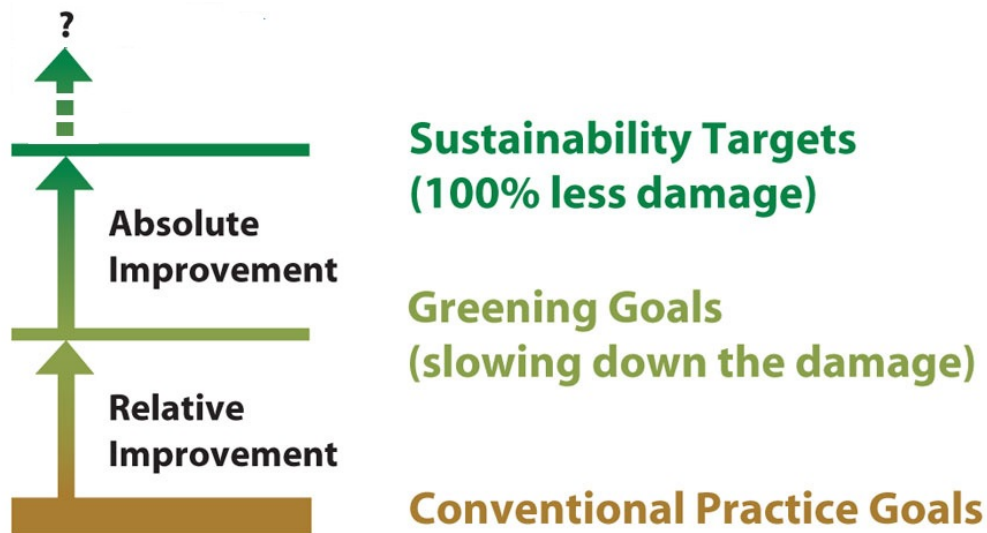 ?
Sustainability Targets
(100% less damage)
Absolute
Improvement
Greening Goals
(slowing down the damage)
Relative
Improvement
Conventional Practice Goals